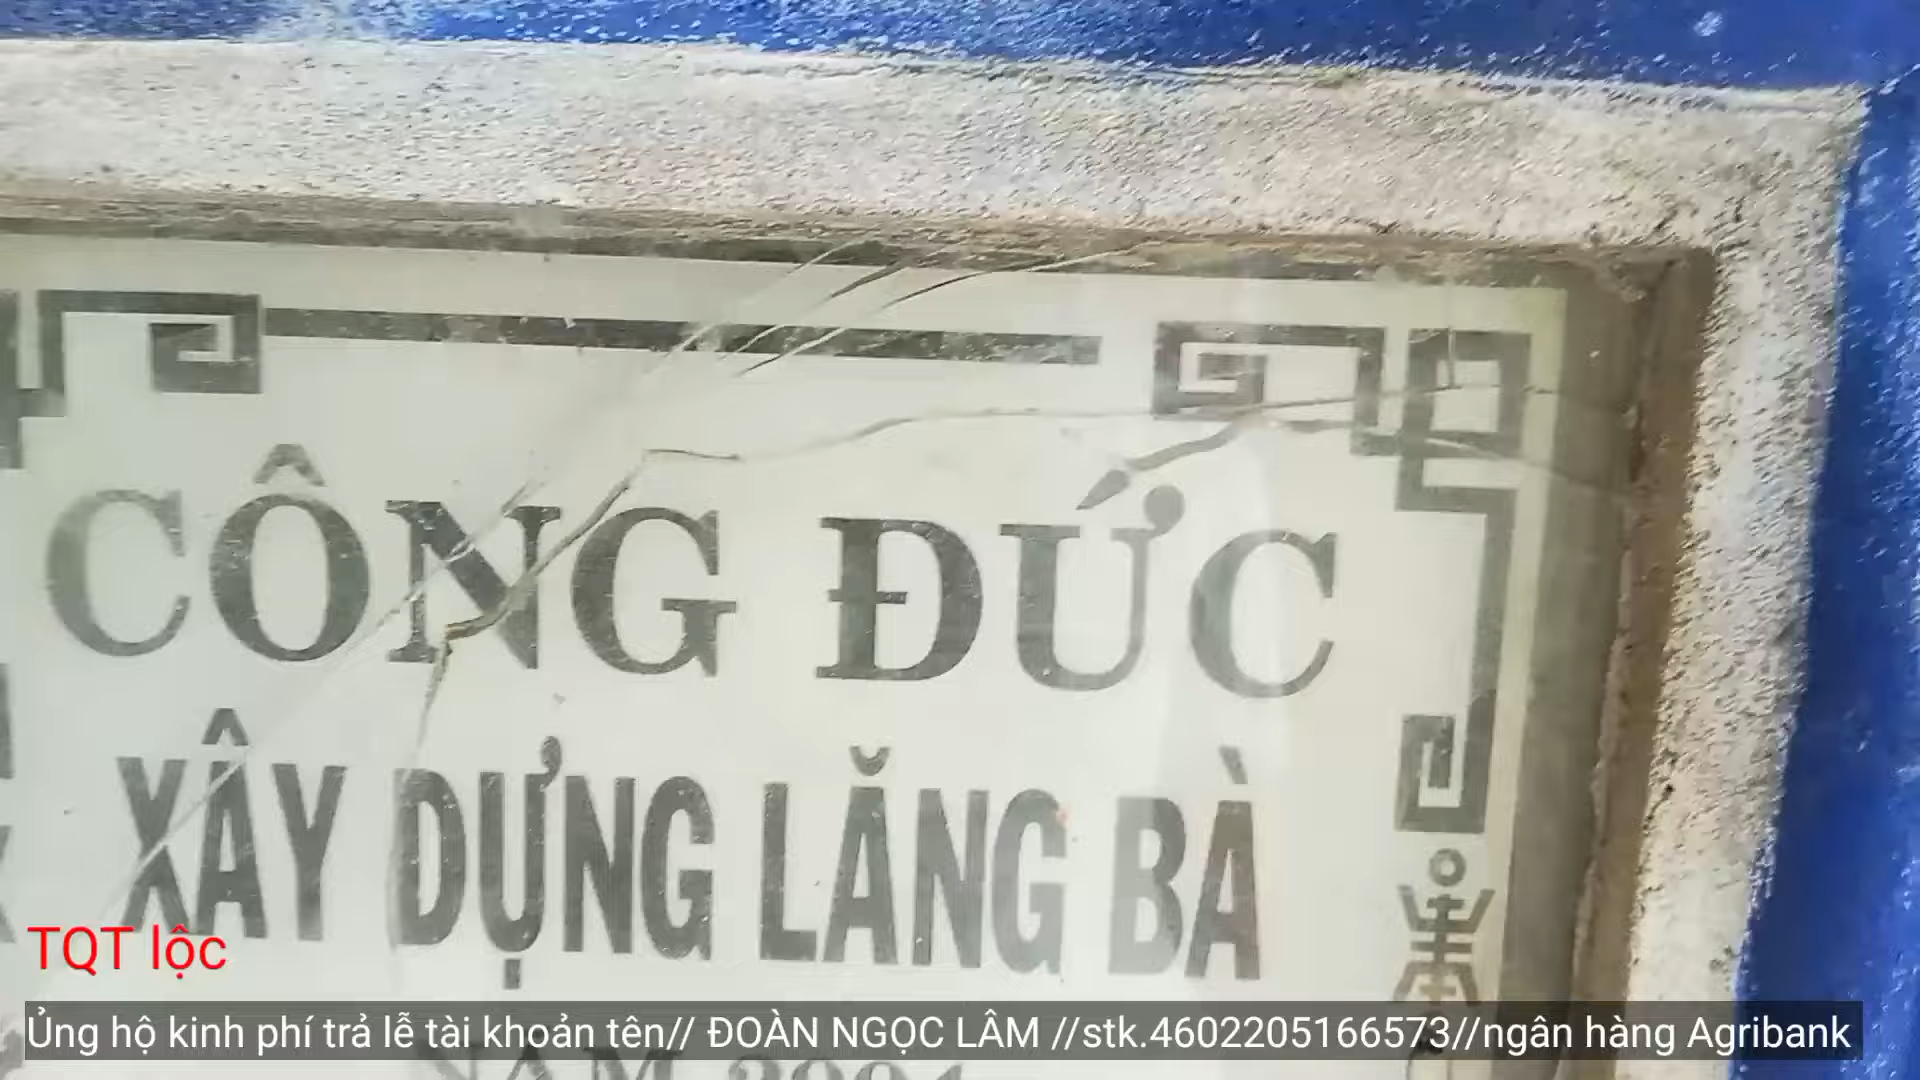 CÔNG ĐỨC
XÂY DỰNG LĂNG BÀ
TQT lộc
Ủng hộ kinh phí trả lễ tài khoản tên// ĐOÀN NGỌC LÂM //stk.4602205166573//ngân hàng Agribank